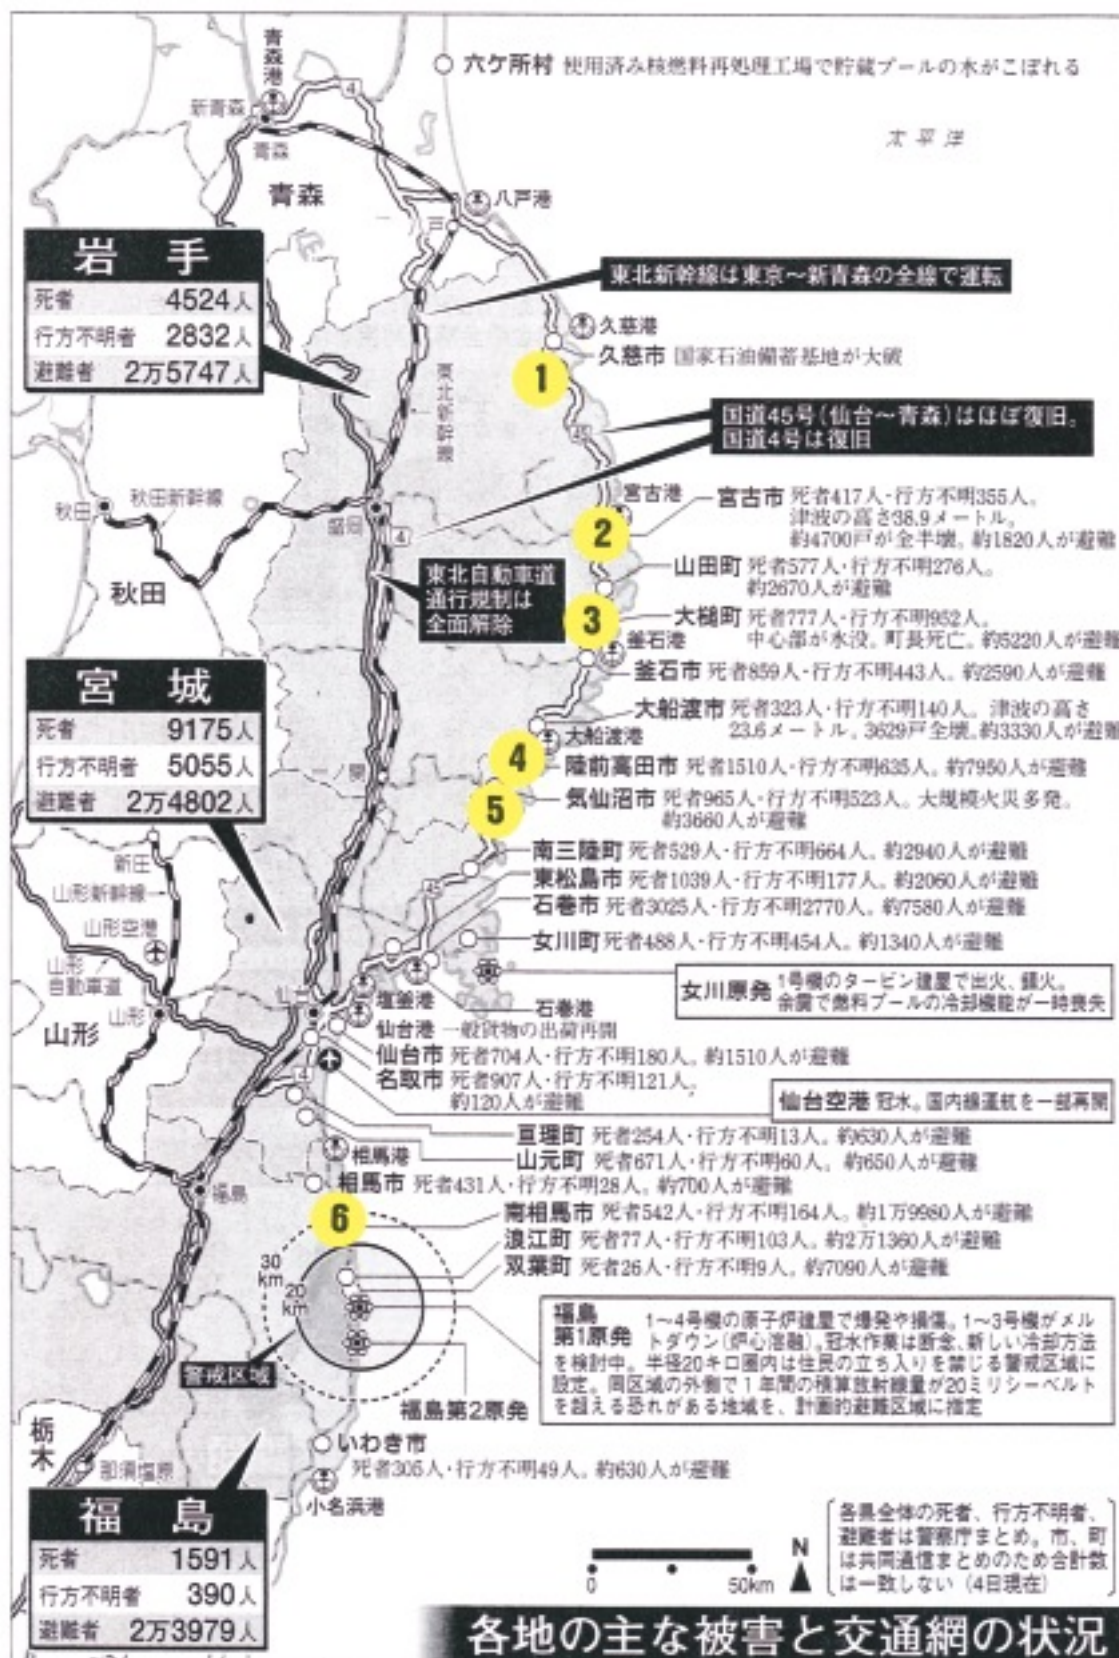 青森港
六ケ所村 使用済み核燃料再処理工場で貯蔵プールの水がこぼれる
4
新青森
青森
太平洋
青森
八戸港
岩手
死者 4524人
行方不明者 2832人
避難者 2万5747人
東北新幹線は東京~新青森の全線で運転
久慈港
久慈市 国家石油備蓄基地が大破
1
東北新幹線
国道45号(仙台~青森)はほぼ復旧。
国道4号は復旧
45
秋田新幹線
秋田
盛岡
4
宮古港
宮古市 死者417人・行方不明355人。
津波の高さ38.9メートル。
約4700戸が全半壊。約1820人が避難
2
東北自動車道
通行規制は
全面解除
秋田
山田町 死者577人・行方不明276人。
約2670人が避難
3
大槌町 死者777人・行方不明952人。
中心部が水没。町長死亡。約5220人が避難
釜石港
釜石市 死者859人・行方不明443人。約2590人が避難
宮城
死者 9175人
行方不明者 5055人
避難者 2万4802人
大船渡市 死者323人・行方不明140人。津波の高さ
23.6メートル。3629戸全壊。約3330人が避難
大船渡港
4
陸前高田市 死者1510人・行方不明635人。約7950人が避難
5
気仙沼市 死者965人・行方不明523人。大規模火災多発。
約3660人が避難
新庄
山形新幹線
山形空港
山形
自動車道
山形
山形
南三陸町 死者529人・行方不明664人。約2940人が避難
45
東松島市 死者1039人・行方不明177人。約2060人が避難
石巻市 死者3025人・行方不明2770人。約7580人が避難
女川町 死者488人・行方不明454人。約1340人が避難
女川原発 1号機のタービン建屋で出火、鎮火。
余震で燃料プールの冷却機能が一時喪失
塩釜港
石巻港
仙台港 一般貨物の出荷再開
仙台市 死者704人・行方不明180人。約1510人が避難
名取市 死者907人・行方不明121人。
約120人が避難
4
仙台空港 冠水。国内線運航を一部再開
亘理町 死者254人・行方不明13人。約630人が避難
山元町 死者671人・行方不明60人。約650人が避難
相馬港
相馬市 死者431人・行方不明28人。約700人が避難
福島
6
南相馬市 死者542人・行方不明164人。約1万9980人が避難
浪江町 死者77人・行方不明103人。約2万1360人が避難
双葉町 死者26人・行方不明9人。約7090人が避難
30
km
20
km
福島
第1原発 1~4号機の原子炉建屋で爆発や損傷。1~3号機がメル
トダウン(炉心溶融)。冠水作業は断念、新しい冷却方法
を検討中。半径20キロ圏内は住民の立ち入りを禁じる警戒区域に
設定。同区域の外側で1年間の積算放射線量が20ミリシーベルト
を超える恐れがある地域を、計画的避難区域に指定
警戒区域
福島第2原発
栃木
那須塩原
いわき市
死者305人・行方不明49人。約630人が避難
小名浜港
福島
死者 1591人
行方不明者 390人
避難者 2万3979人
0 50km
N
各県全体の死者、行方不明者、
避難者は警察庁まとめ。市、町
は共同通信まとめのため合計数
は一致しない(4日現在)
各地の主な被害と交通網の状況